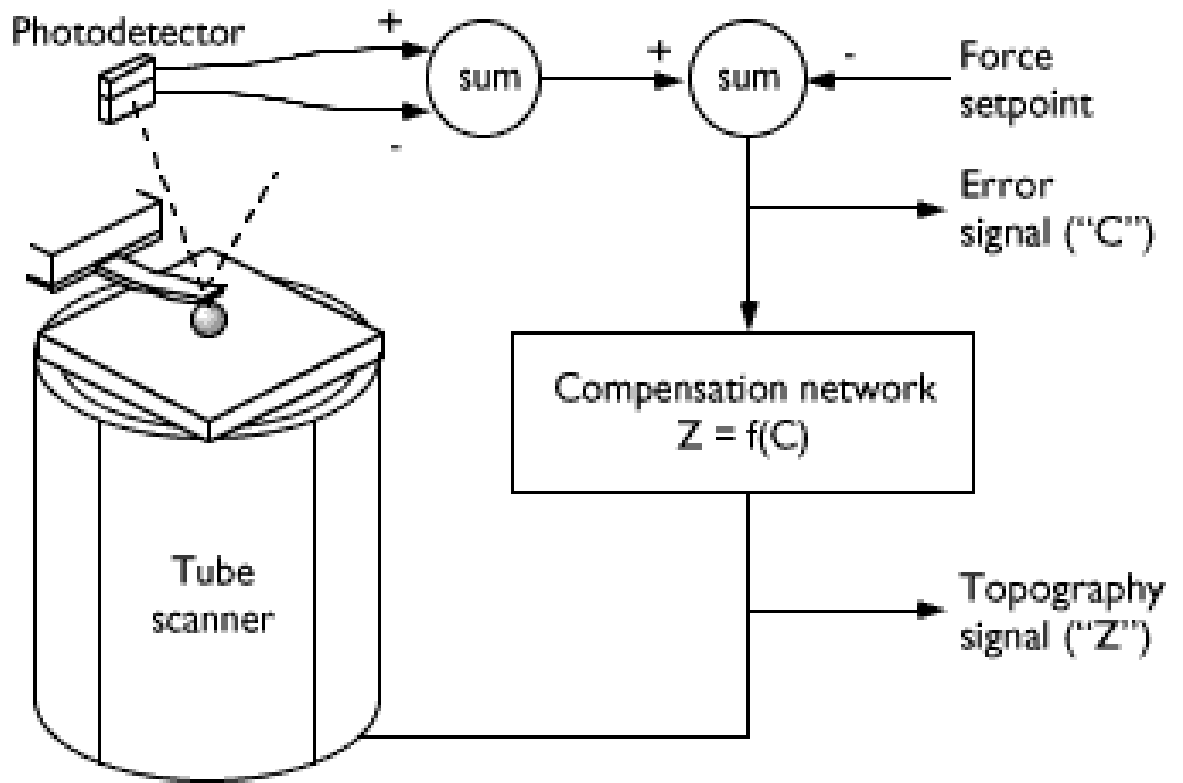 Photodetector
+
-
sum
+
sum
-
Force
setpoint
Error
signal (“C”)
Compensation network
Z = f(C)
Tube
scanner
Topography
signal (“Z”)